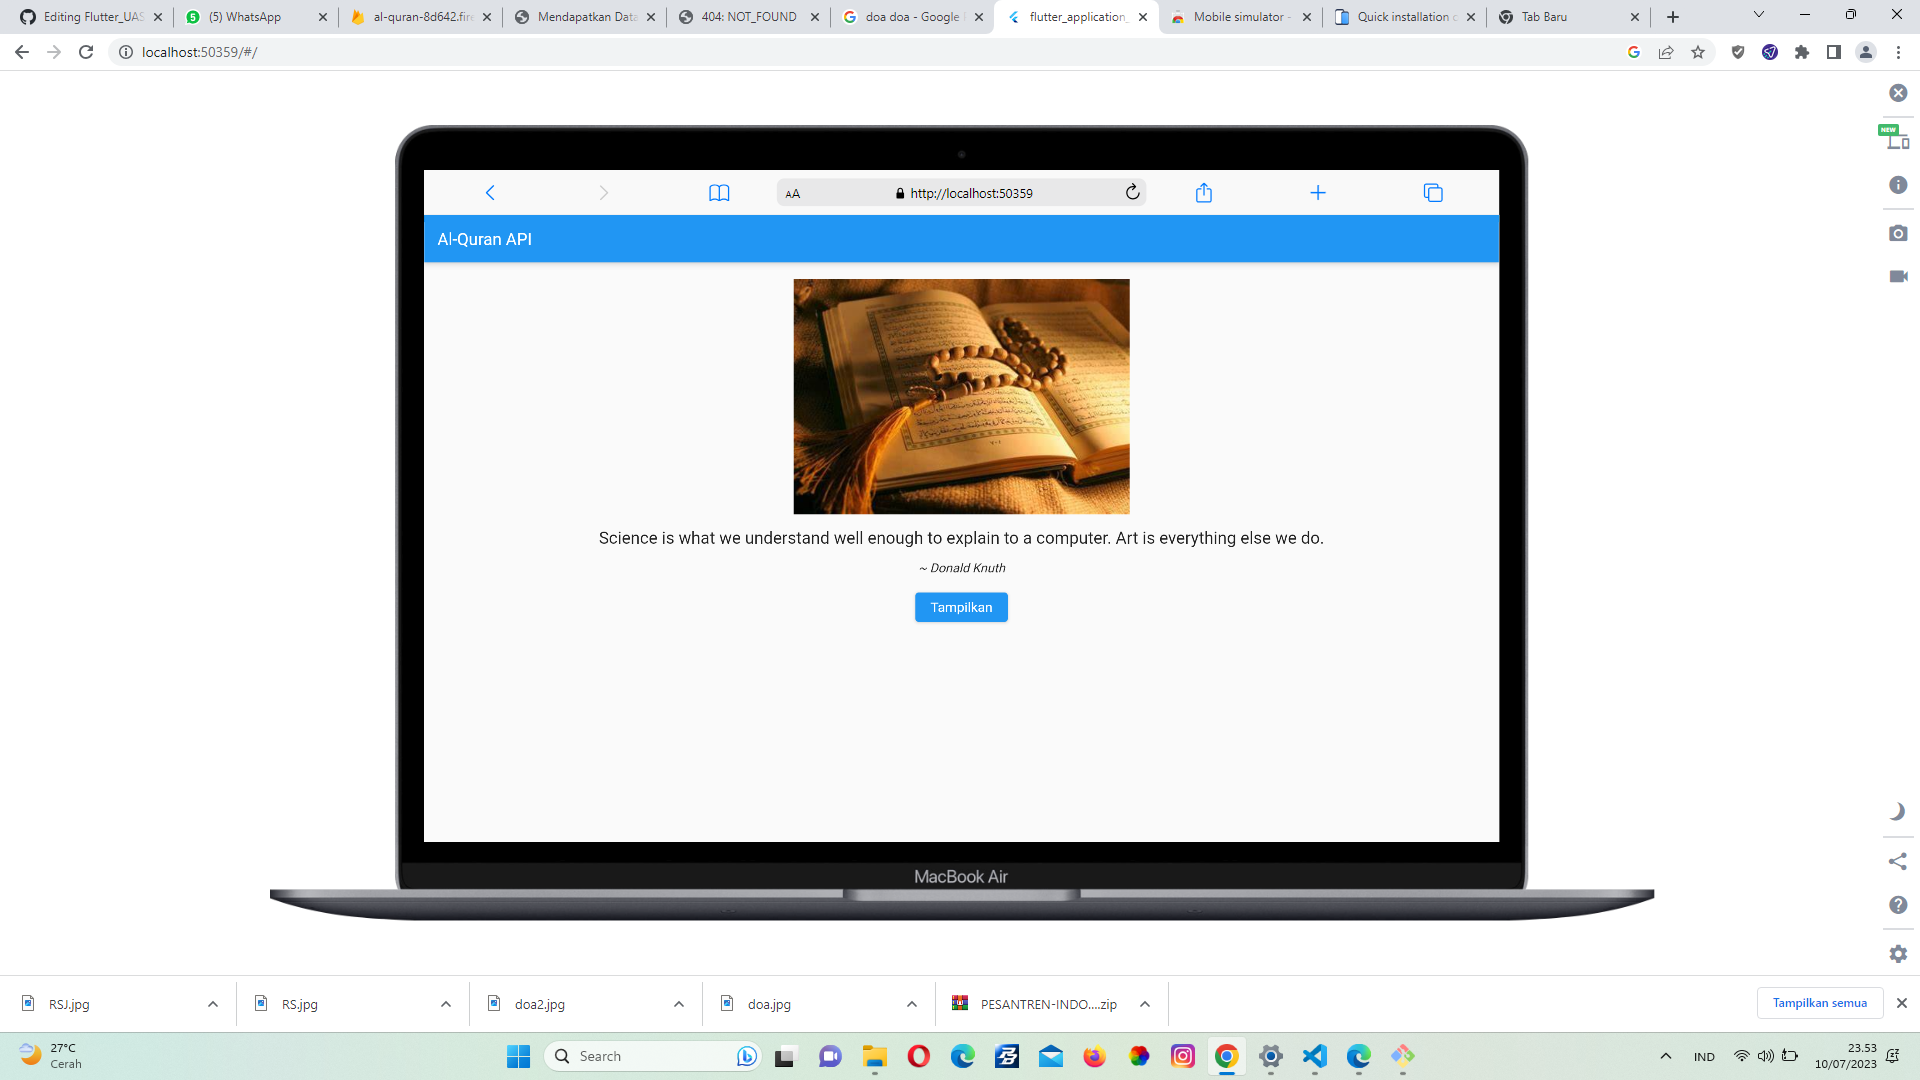 Editing Flutter_UAS
(5) WhatsApp
al-quran-8d642.fire
Mendapatkan Data
404: NOT_FOUND
doa doa - Google
flutter_application_
Mobile simulator -
Quick installation
Tab Baru
localhost:50359/#/
NEW
AA
http://localhost:50359
Al-Quran API
Science is what we understand well enough to explain to a computer. Art is everything else we do.
~ Donald Knuth
Tampilkan
MacBook Air
RSJ.jpg
RS.jpg
doa2.jpg
doa.jpg
PESANTREN-INDO....zip
Tampilkan semua
27°C
Cerah
Search
IND
23.53
10/07/2023